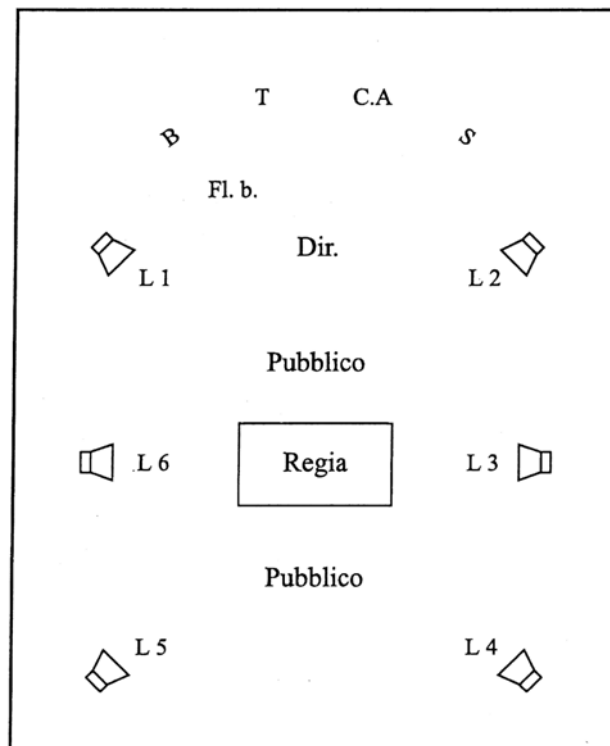 T C.A
B S
Fl. b.
Dir.
L 1 L 2
Pubblico
L 6 Regia L 3
Pubblico
L 5 L 4